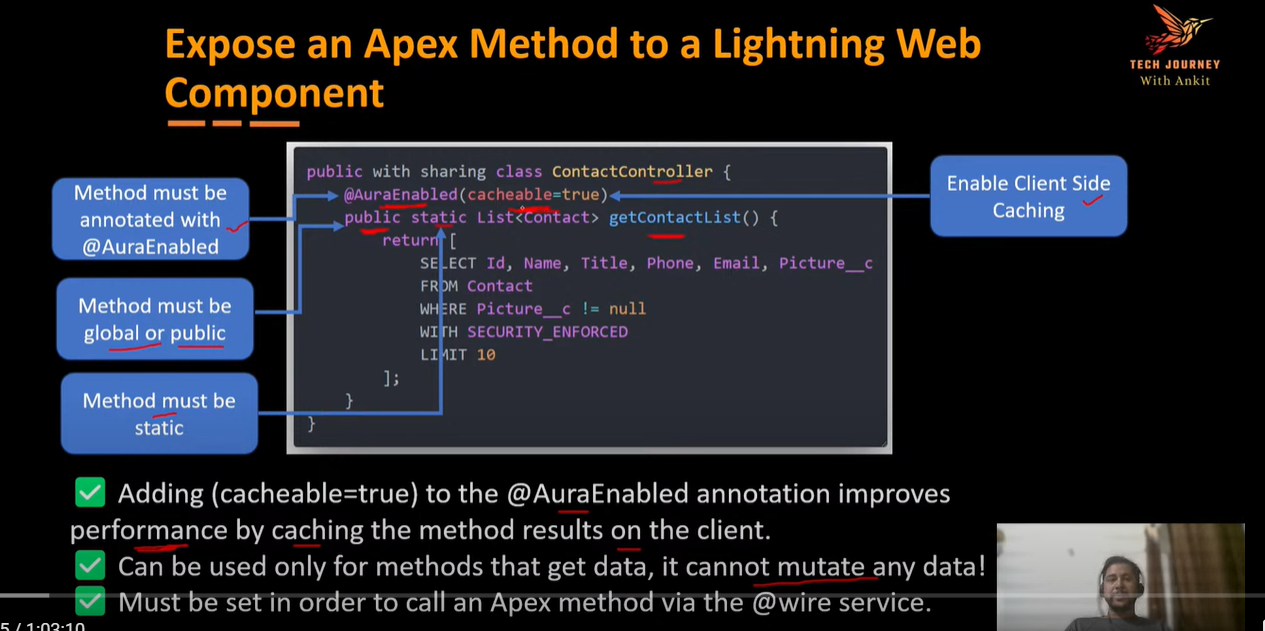 Expose an Apex Method to a Lightning Web
Component
TECH JOURNEY
With Ankit
Method must be
annotated with
@AuraEnabled
Method must be
global or public
Method must be
static
public with sharing class ContactController {
@AuraEnabled(cacheable=true)
public static List<Contact> getContactList() {
return [
SELECT Id, Name, Title, Phone, Email, Picture__c
FROM Contact
WHERE Picture__c != null
WITH SECURITY_ENFORCED
LIMIT 10
];
}
}
Enable Client Side
Caching
✅ Adding (cacheable=true) to the @AuraEnabled annotation improves
performance by caching the method results on the client.
✅ Can be used only for methods that get data, it cannot mutate any data!
✅ Must be set in order to call an Apex method via the @wire service.
5 / 1:03:10